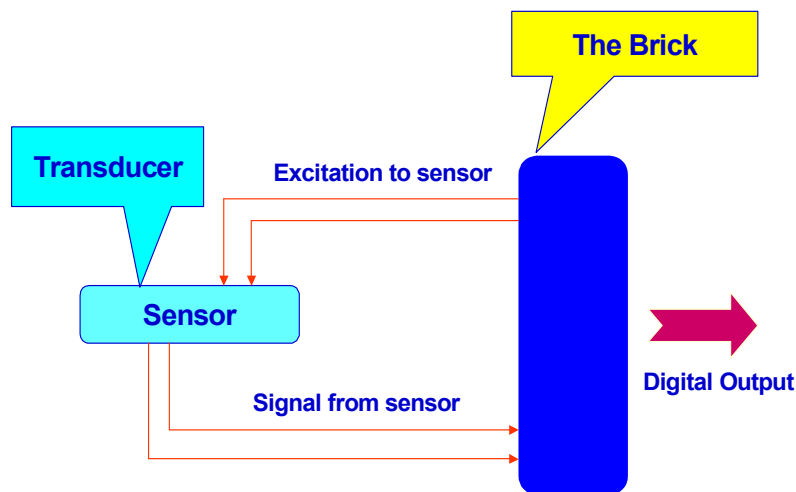 The Brick
Transducer
Excitation to sensor
Sensor
Digital Output
Signal from sensor